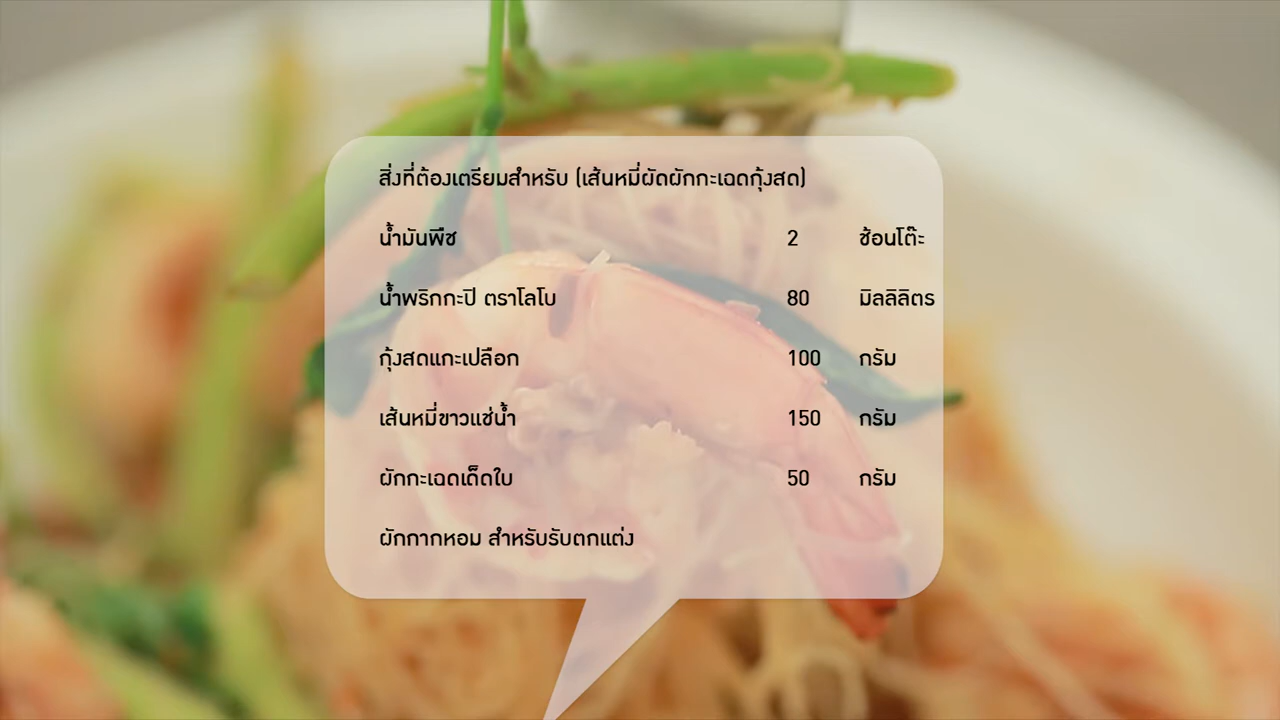 สิ่งที่ต้องเตรียมสำหรับ (เส้นหมี่ผัดผักกะเฉดกุ้งสด)
น้ำมันพืช 2 ช้อนโต๊ะ
น้ำพริกกะปิ ตราโลโบ 80 มิลลิลิตร
กุ้งสดแกะเปลือก 100 กรัม
เส้นหมี่ขาวแช่น้ำ 150 กรัม
ผักกะเฉดเด็ดใบ 50 กรัม
ผักกากหอม สำหรับรับตกแต่ง